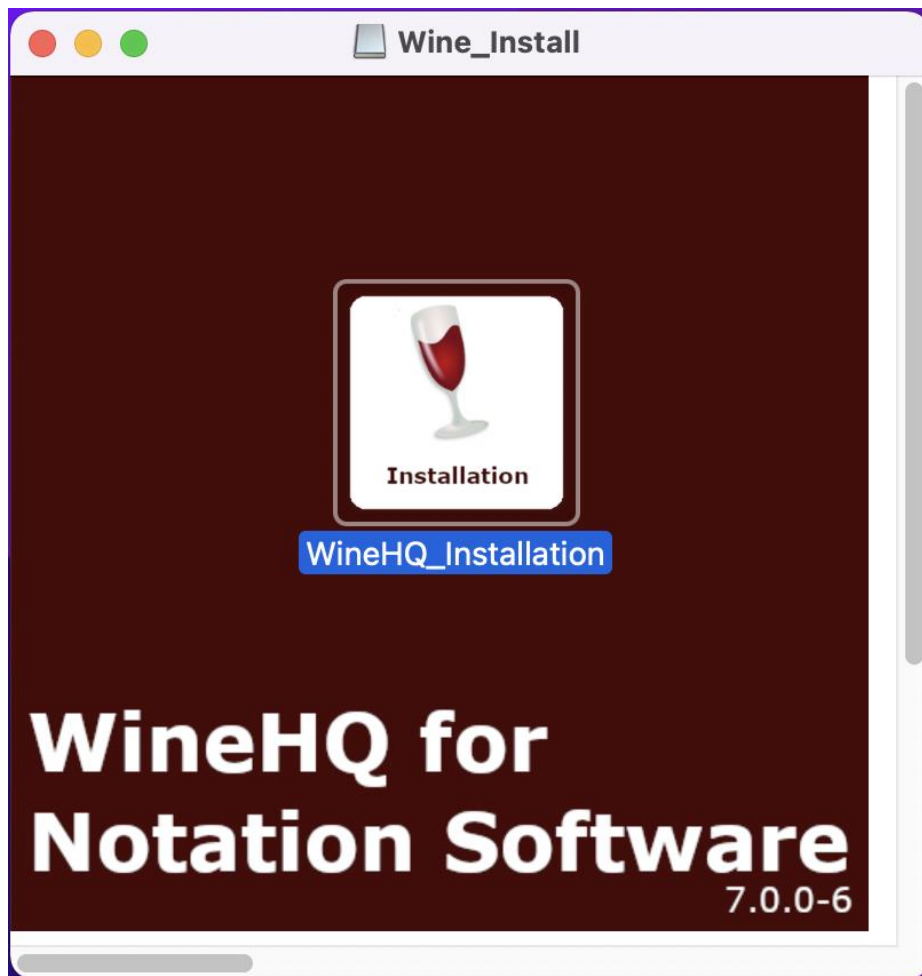 Wine_Install
Installation
WineHQ_Installation
WineHQ for
Notation Software
7.0.0-6